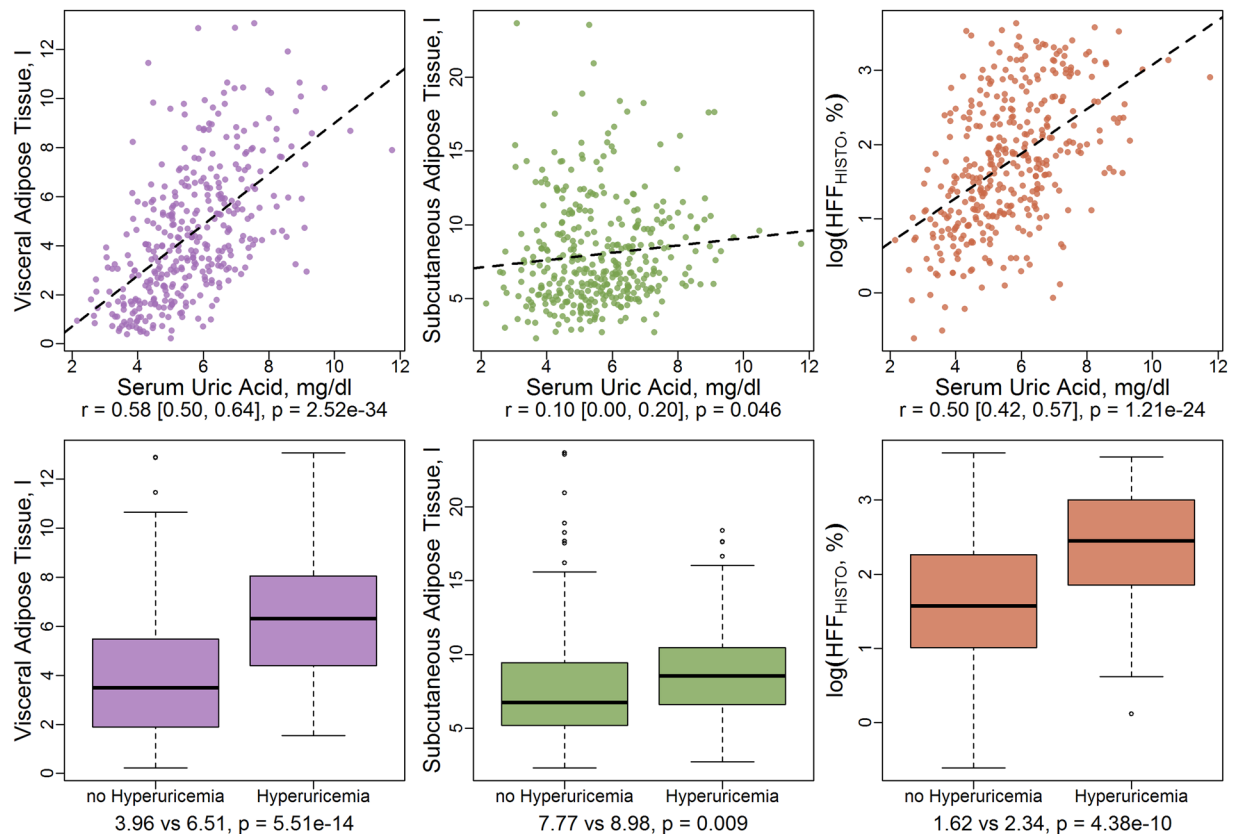 Visceral Adipose Tissue, l
0 2 4 6 8 10 12
2 4 6 8 10 12
Serum Uric Acid, mg/dl
r = 0.58 [0.50, 0.64], p = 2.52e-34
Subcutaneous Adipose Tissue, l
5 10 15 20
2 4 6 8 10 12
Serum Uric Acid, mg/dl
r = 0.10 [0.00, 0.20], p = 0.046
log(HFF_HISTO, %)
0 1 2 3
2 4 6 8 10 12
Serum Uric Acid, mg/dl
r = 0.50 [0.42, 0.57], p = 1.21e-24
Visceral Adipose Tissue, l
0 2 4 6 8 10 12
no Hyperuricemia Hyperuricemia
3.96 vs 6.51, p = 5.51e-14
Subcutaneous Adipose Tissue, l
5 10 15 20
no Hyperuricemia Hyperuricemia
7.77 vs 8.98, p = 0.009
log(HFF_HISTO, %)
0 1 2 3
no Hyperuricemia Hyperuricemia
1.62 vs 2.34, p = 4.38e-10